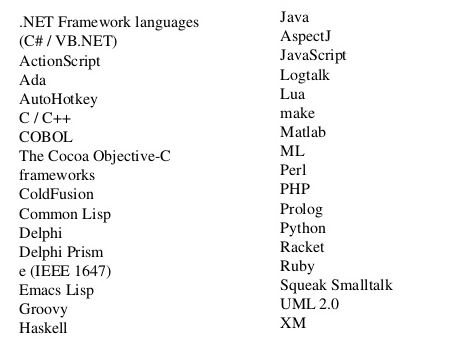 .NET Framework languages
(C# / VB.NET)
ActionScript
Ada
AutoHotkey
C / C++
COBOL
The Cocoa Objective-C
frameworks
ColdFusion
Common Lisp
Delphi
Delphi Prism
e (IEEE 1647)
Emacs Lisp
Groovy
Haskell
Java
AspectJ
JavaScript
Logtalk
Lua
make
Matlab
ML
Perl
PHP
Prolog
Python
Racket
Ruby
Squeak Smalltalk
UML 2.0
XM